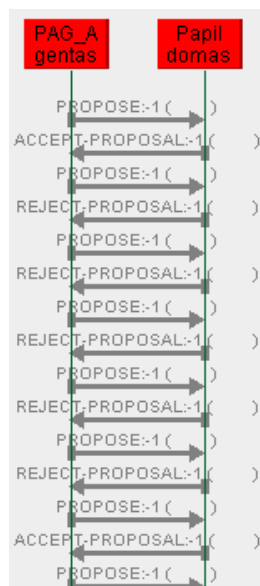 PAG_A Papil
gentas domas
PROPOSE:-1 ( )
ACCEPT-PROPOSAL:-1 ( )
PROPOSE:-1 ( )
REJECT-PROPOSAL:-1 ( )
PROPOSE:-1 ( )
REJECT-PROPOSAL:-1 ( )
PROPOSE:-1 ( )
REJECT-PROPOSAL:-1 ( )
PROPOSE:-1 ( )
REJECT-PROPOSAL:-1 ( )
PROPOSE:-1 ( )
REJECT-PROPOSAL:-1 ( )
PROPOSE:-1 ( )
ACCEPT-PROPOSAL:-1 ( )
PROPOSE:-1 ( )